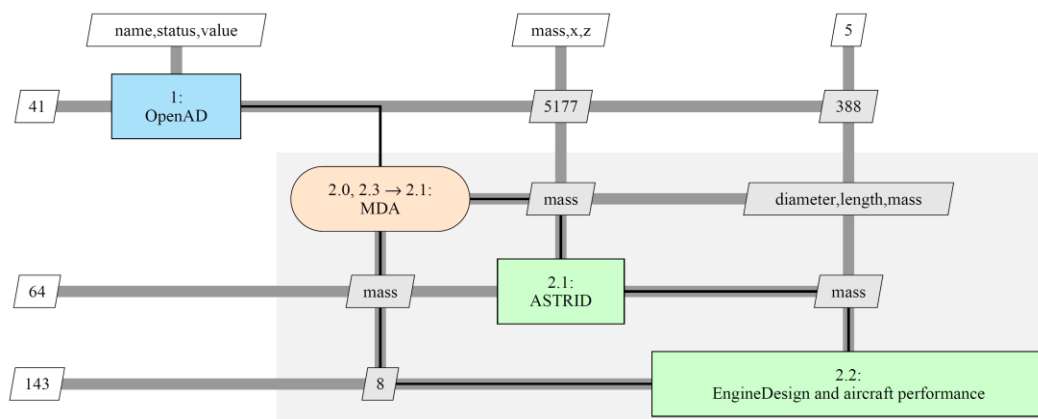 name,status,value
mass,x,z
5
41
1:
OpenAD
5177
388
2.0, 2.3 → 2.1:
MDA
mass
diameter,length,mass
64
mass
2.1:
ASTRID
mass
143
8
2.2:
EngineDesign and aircraft performance